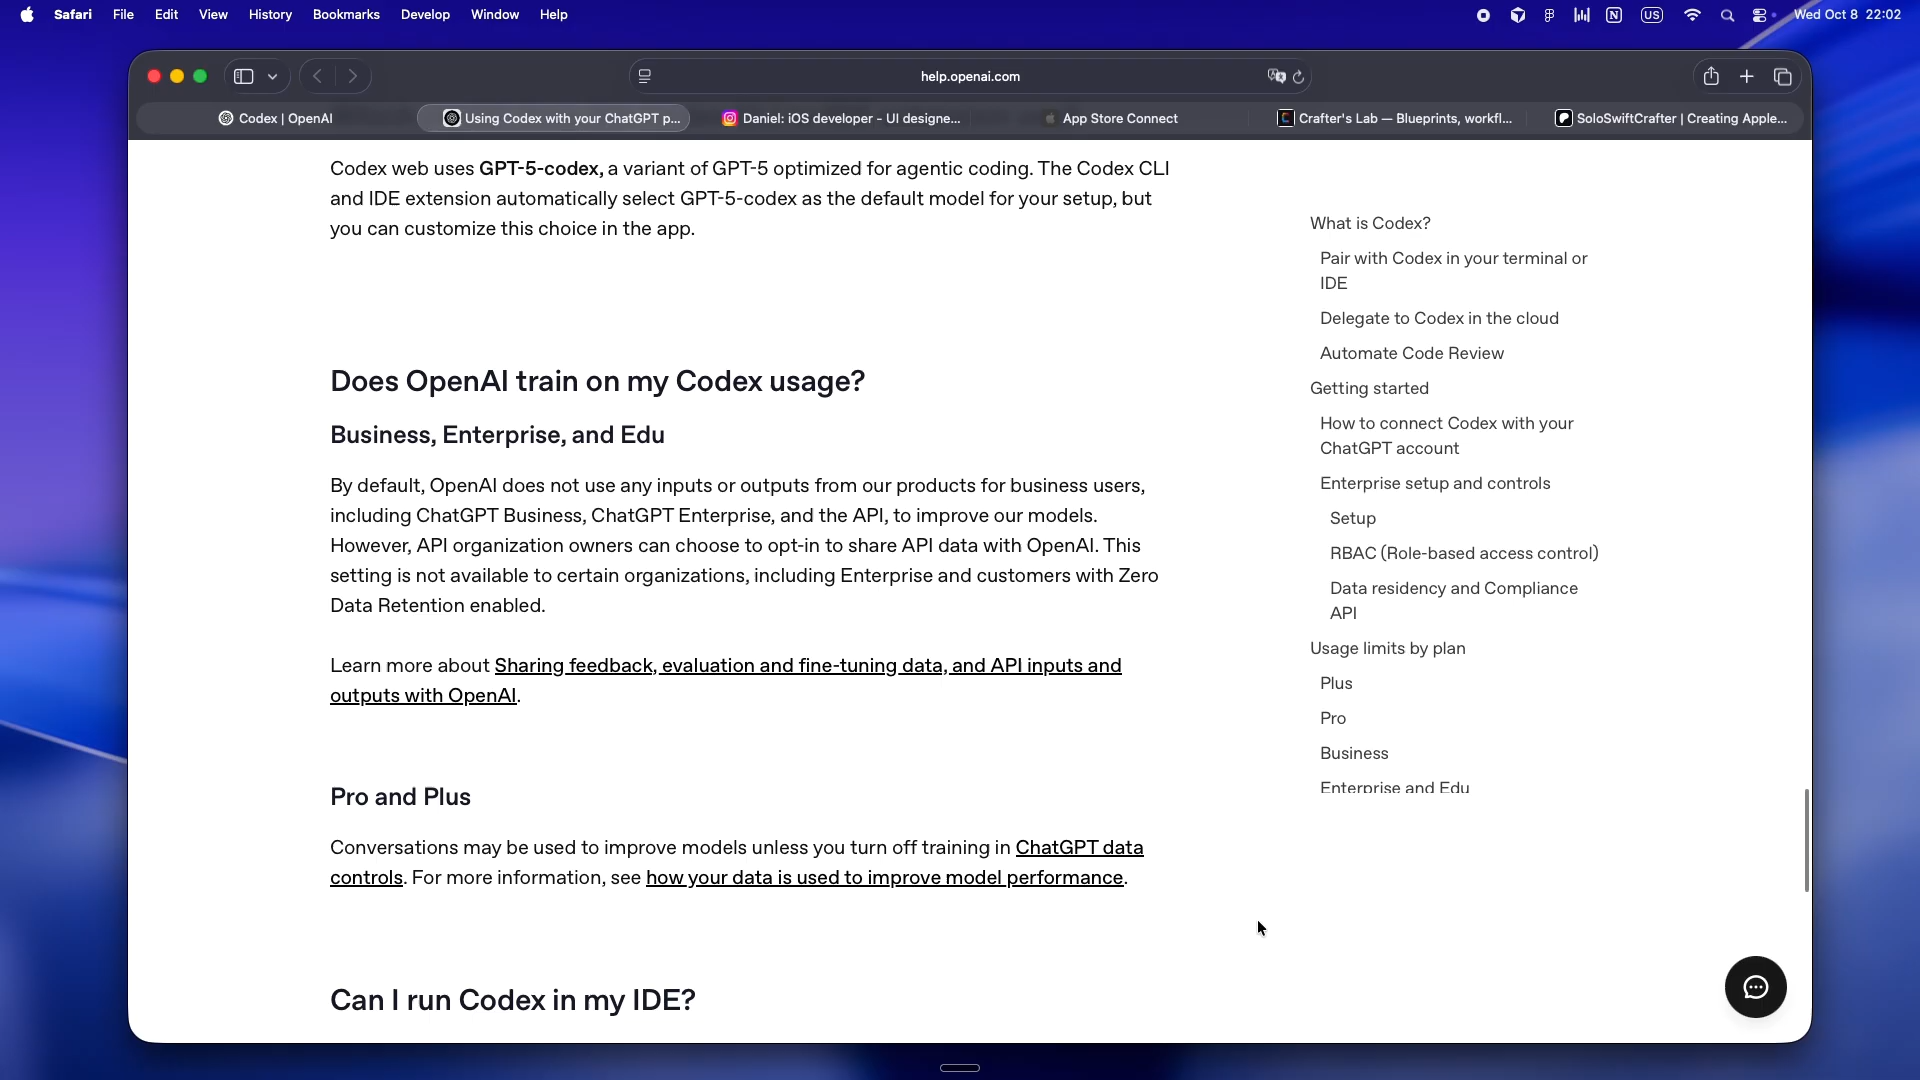 Safari File Edit View History Bookmarks Develop Window Help
US
Wed Oct 8 22:02
help.openai.com
Codex | OpenAI
Using Codex with your ChatGPT p...
Daniel: iOS developer - UI designe...
App Store Connect
Crafter's Lab — Blueprints, workfl...
SoloSwiftCrafter | Creating Apple...
Codex web uses GPT-5-codex, a variant of GPT-5 optimized for agentic coding. The Codex CLI
and IDE extension automatically select GPT-5-codex as the default model for your setup, but
you can customize this choice in the app.
Does OpenAI train on my Codex usage?
Business, Enterprise, and Edu
By default, OpenAI does not use any inputs or outputs from our products for business users,
including ChatGPT Business, ChatGPT Enterprise, and the API, to improve our models.
However, API organization owners can choose to opt-in to share API data with OpenAI. This
setting is not available to certain organizations, including Enterprise and customers with Zero
Data Retention enabled.
Learn more about Sharing feedback, evaluation and fine-tuning data, and API inputs and
outputs with OpenAI.
Pro and Plus
Conversations may be used to improve models unless you turn off training in ChatGPT data
controls. For more information, see how your data is used to improve model performance.
Can I run Codex in my IDE?
What is Codex?
Pair with Codex in your terminal or
IDE
Delegate to Codex in the cloud
Automate Code Review
Getting started
How to connect Codex with your
ChatGPT account
Enterprise setup and controls
Setup
RBAC (Role-based access control)
Data residency and Compliance
API
Usage limits by plan
Plus
Pro
Business
Enterprise and Edu